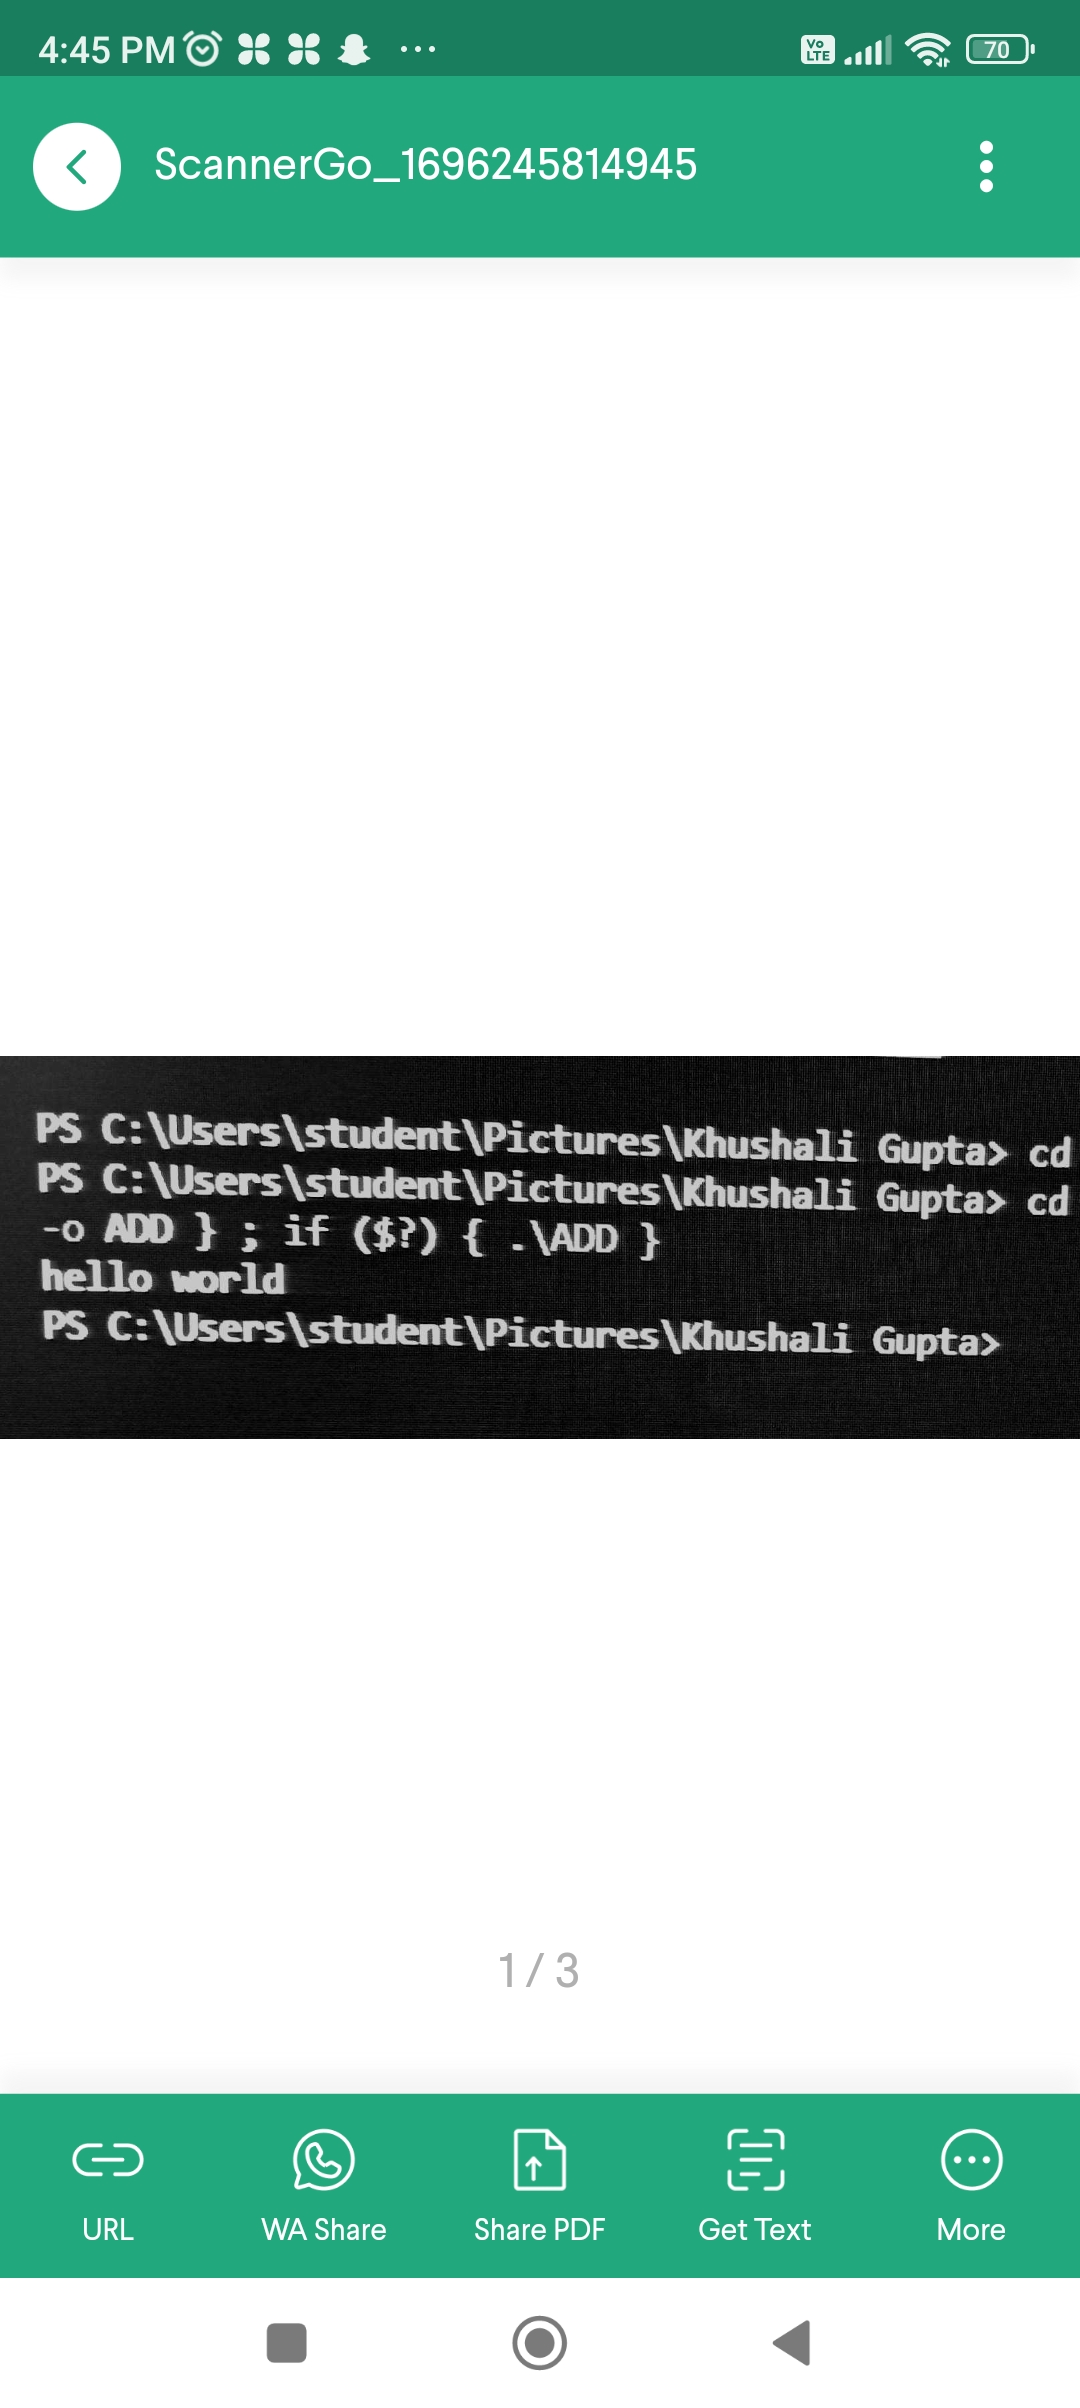 4:45 PM
Vo LTE
70
ScannerGo_1696245814945
PS C:\Users\student\Pictures\Khushali Gupta> cd
PS C:\Users\student\Pictures\Khushali Gupta> cd
-o ADD } ; if ($?) { .\ADD }
hello world
PS C:\Users\student\Pictures\Khushali Gupta>
1 / 3
URL
WA Share
Share PDF
Get Text
More